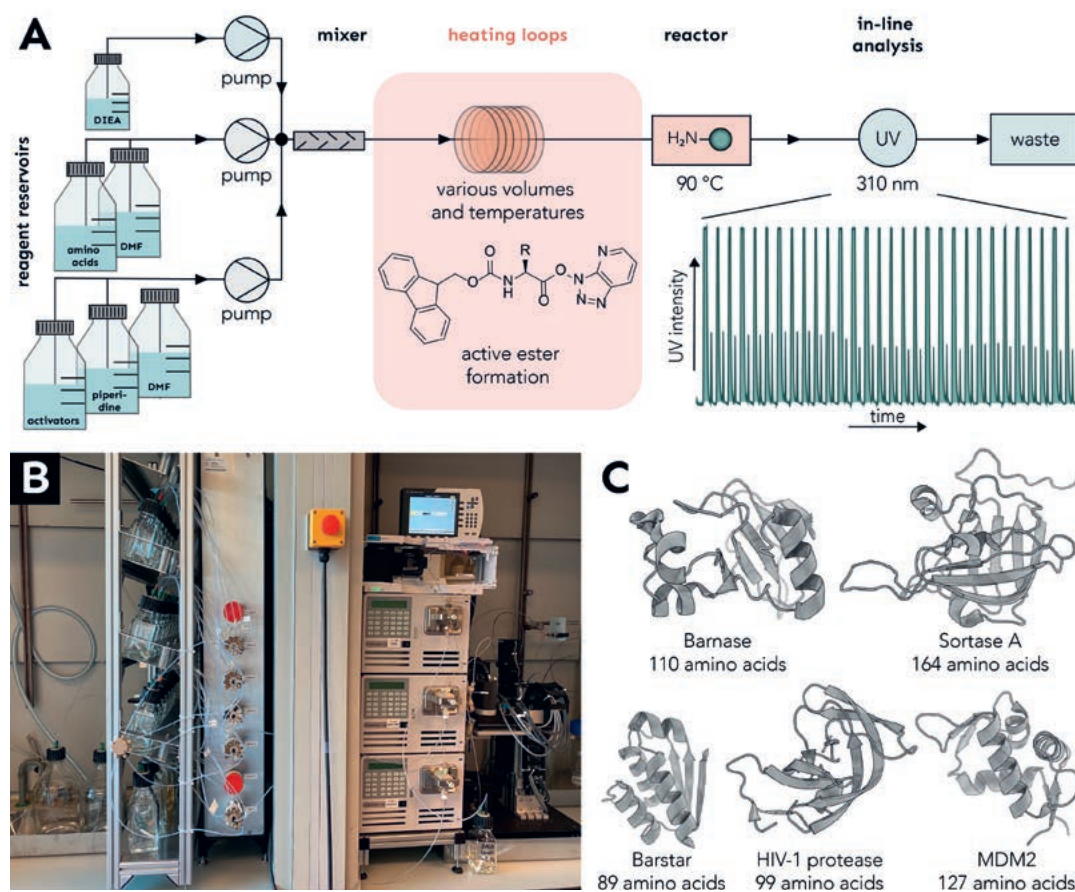 A
reagent reservoirs
DIEA
amino
acids
DMF
activators
piperi-
dine
DMF
pump
pump
pump
mixer
heating loops
various volumes
and temperatures
O
O
N
H
R
O
O
N
N
N
N
active ester
formation
reactor
H₂N
90 °C
in-line
analysis
UV
310 nm
waste
UV intensity
time
B
C
Barnase
110 amino acids
Sortase A
164 amino acids
Barstar
89 amino acids
HIV-1 protease
99 amino acids
MDM2
127 amino acids